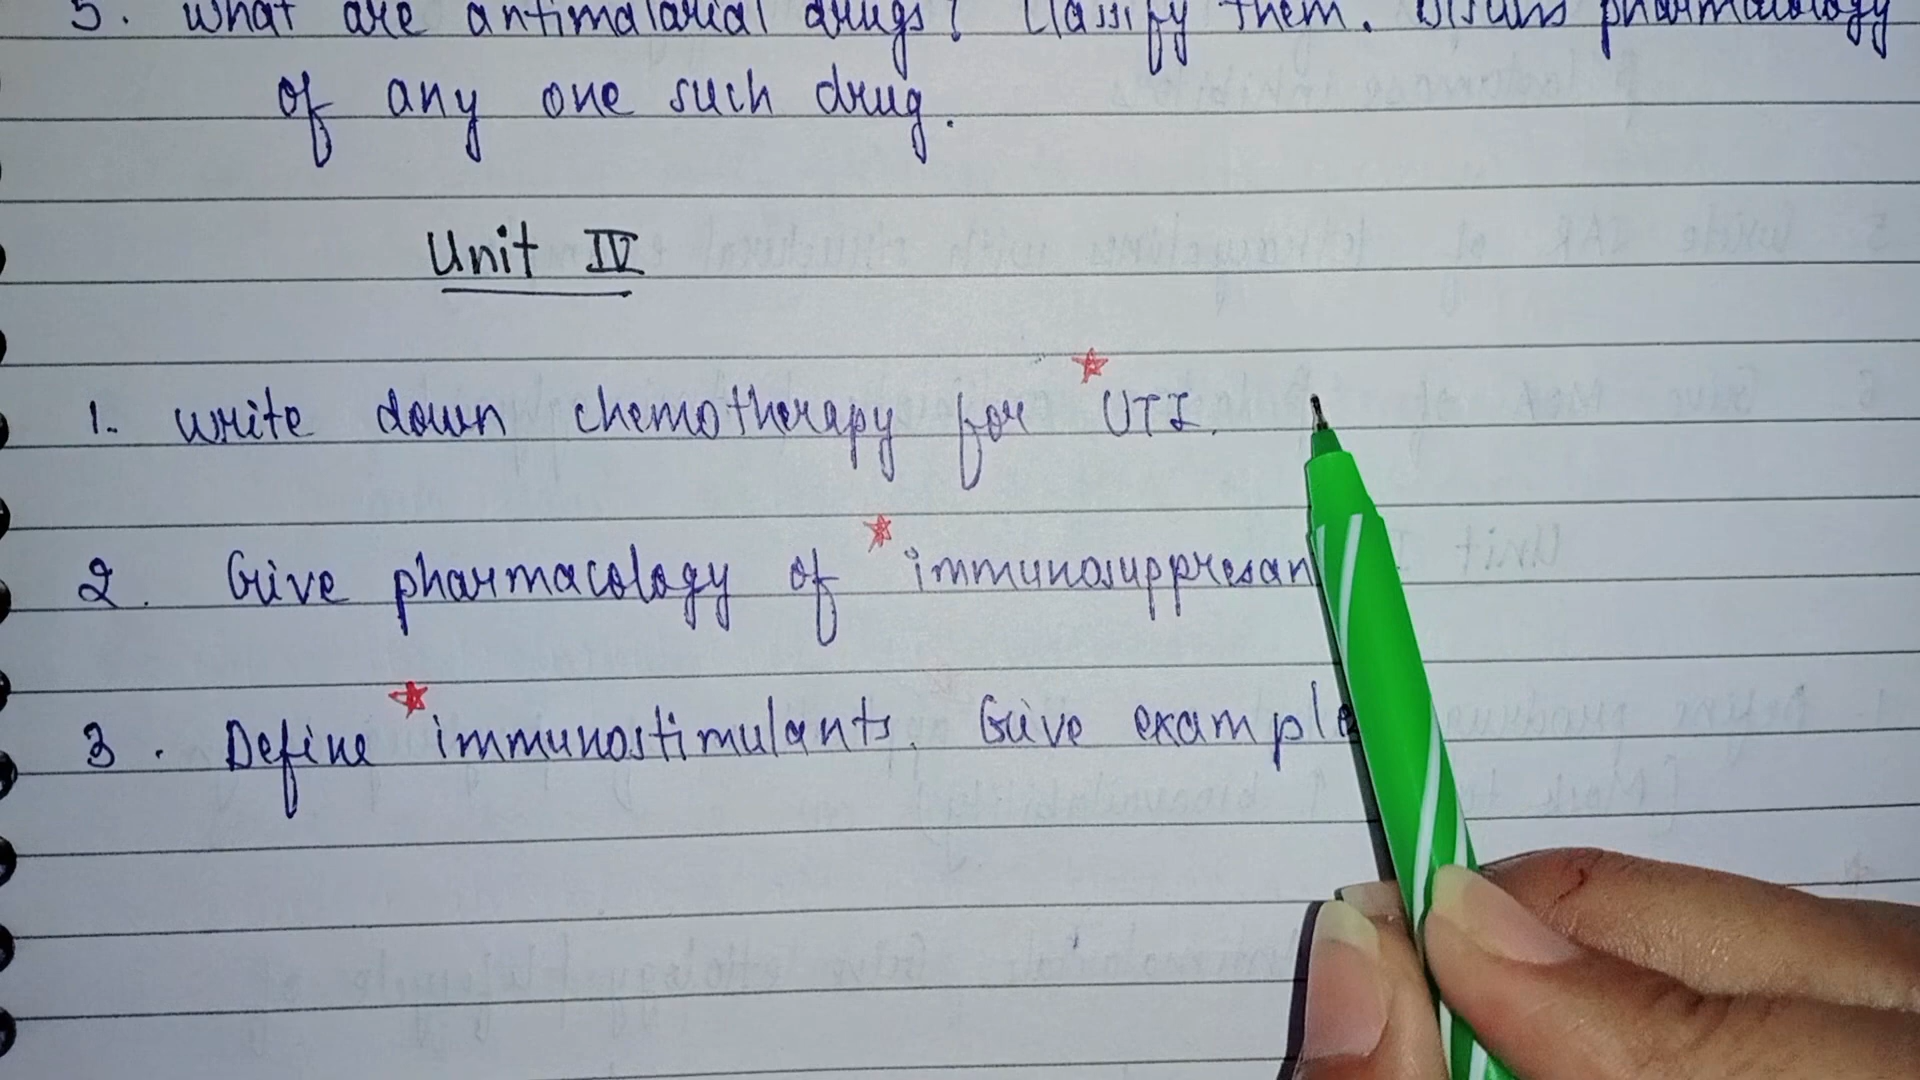 5. What are antimalarial drugs? Classify them. Discuss pharmacology
of any one such drug.
Unit IV
1. Write down chemotherapy for UTI.
2. Give pharmacology of immunosuppresan
3. Define immunostimulants. Give example